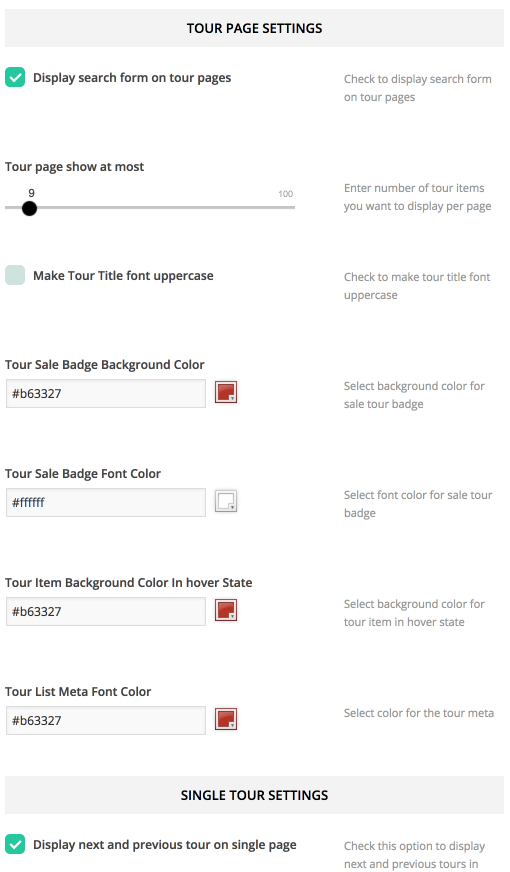 TOUR PAGE SETTINGS
Display search form on tour pages
Check to display search form
on tour pages
Tour page show at most
9
100
Enter number of tour items
you want to display per page
Make Tour Title font uppercase
Check to make tour title font
uppercase
Tour Sale Badge Background Color
#b63327
Select background color for
sale tour badge
Tour Sale Badge Font Color
#ffffff
Select font color for sale tour
badge
Tour Item Background Color In hover State
#b63327
Select background color for
tour item in hover state
Tour List Meta Font Color
#b63327
Select color for the tour meta
SINGLE TOUR SETTINGS
Display next and previous tour on single page
Check this option to display
next and previous tours in